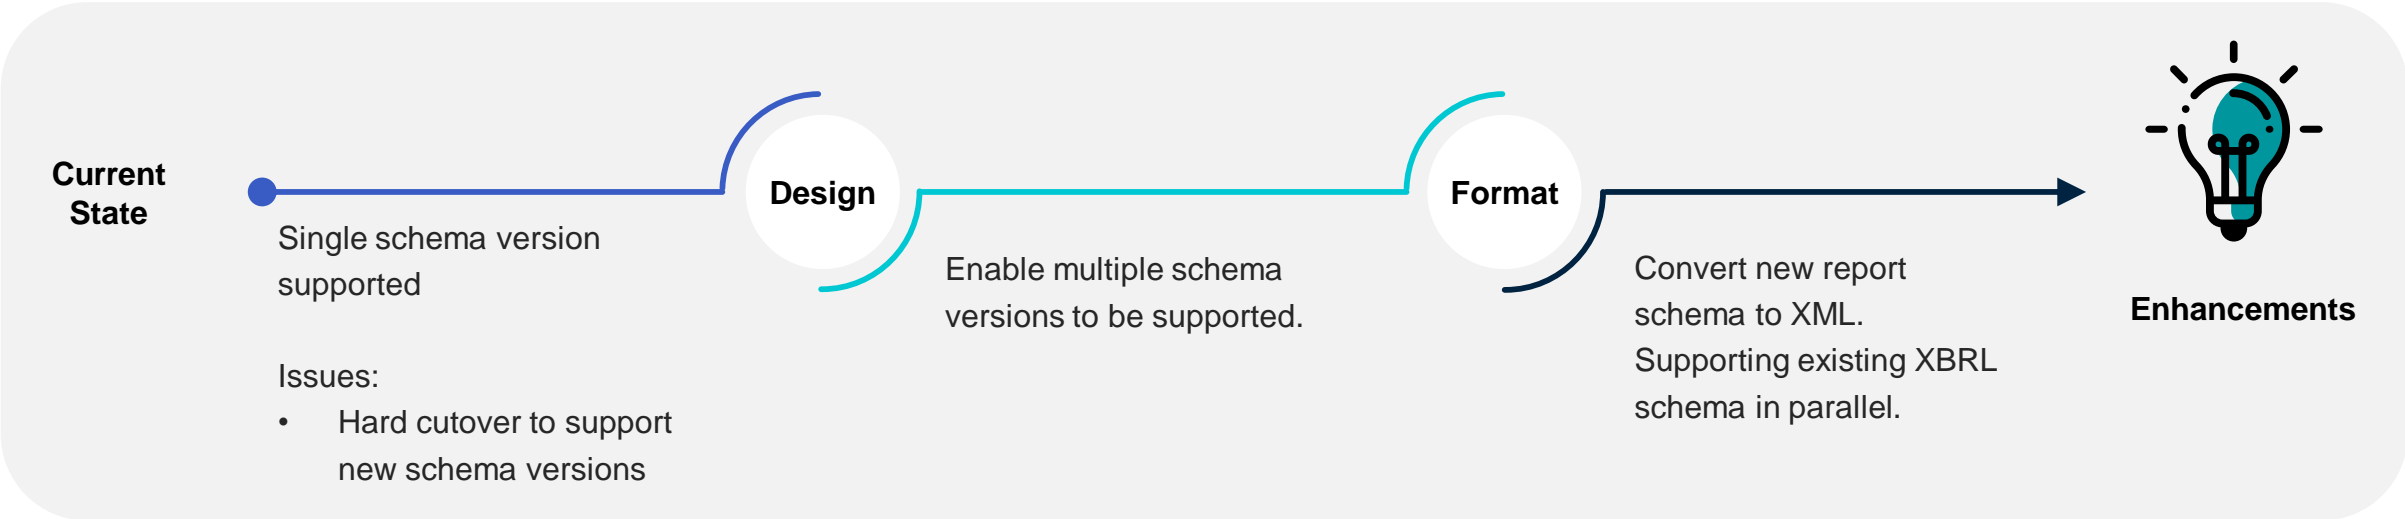 Current
State
Single schema version
supported
Issues:
• Hard cutover to support
new schema versions
Design
Enable multiple schema
versions to be supported.
Format
Convert new report
schema to XML.
Supporting existing XBRL
schema in parallel.
Enhancements